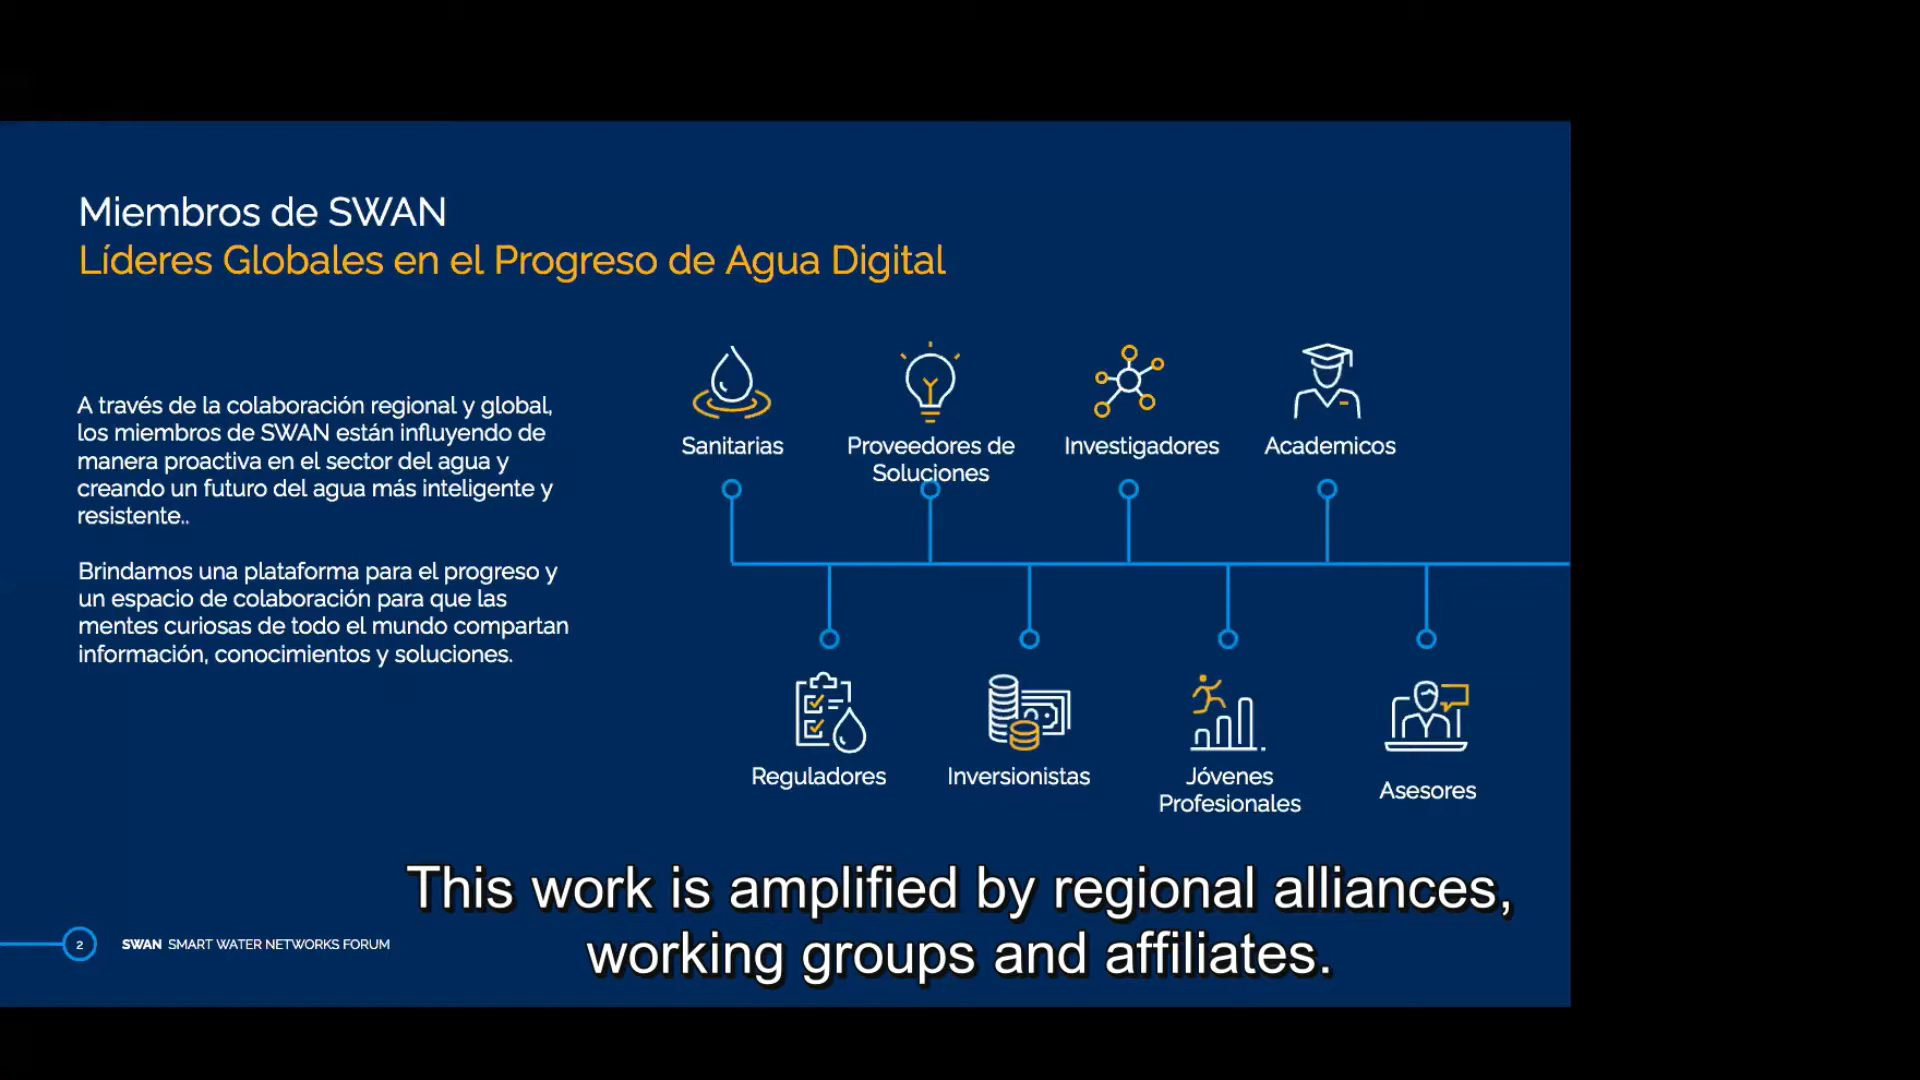 Miembros de SWAN
Líderes Globales en el Progreso de Agua Digital
A través de la colaboración regional y global,
los miembros de SWAN están influyendo de
manera proactiva en el sector del agua y
creando un futuro del agua más inteligente y
resistente..
Brindamos una plataforma para el progreso y
un espacio de colaboración para que las
mentes curiosas de todo el mundo compartan
información, conocimientos y soluciones.
Sanitarias
Proveedores de
Soluciones
Investigadores
Academicos
Reguladores
Inversionistas
Jóvenes
Profesionales
Asesores
This work is amplified by regional alliances,
working groups and affiliates.
2 SWAN SMART WATER NETWORKS FORUM